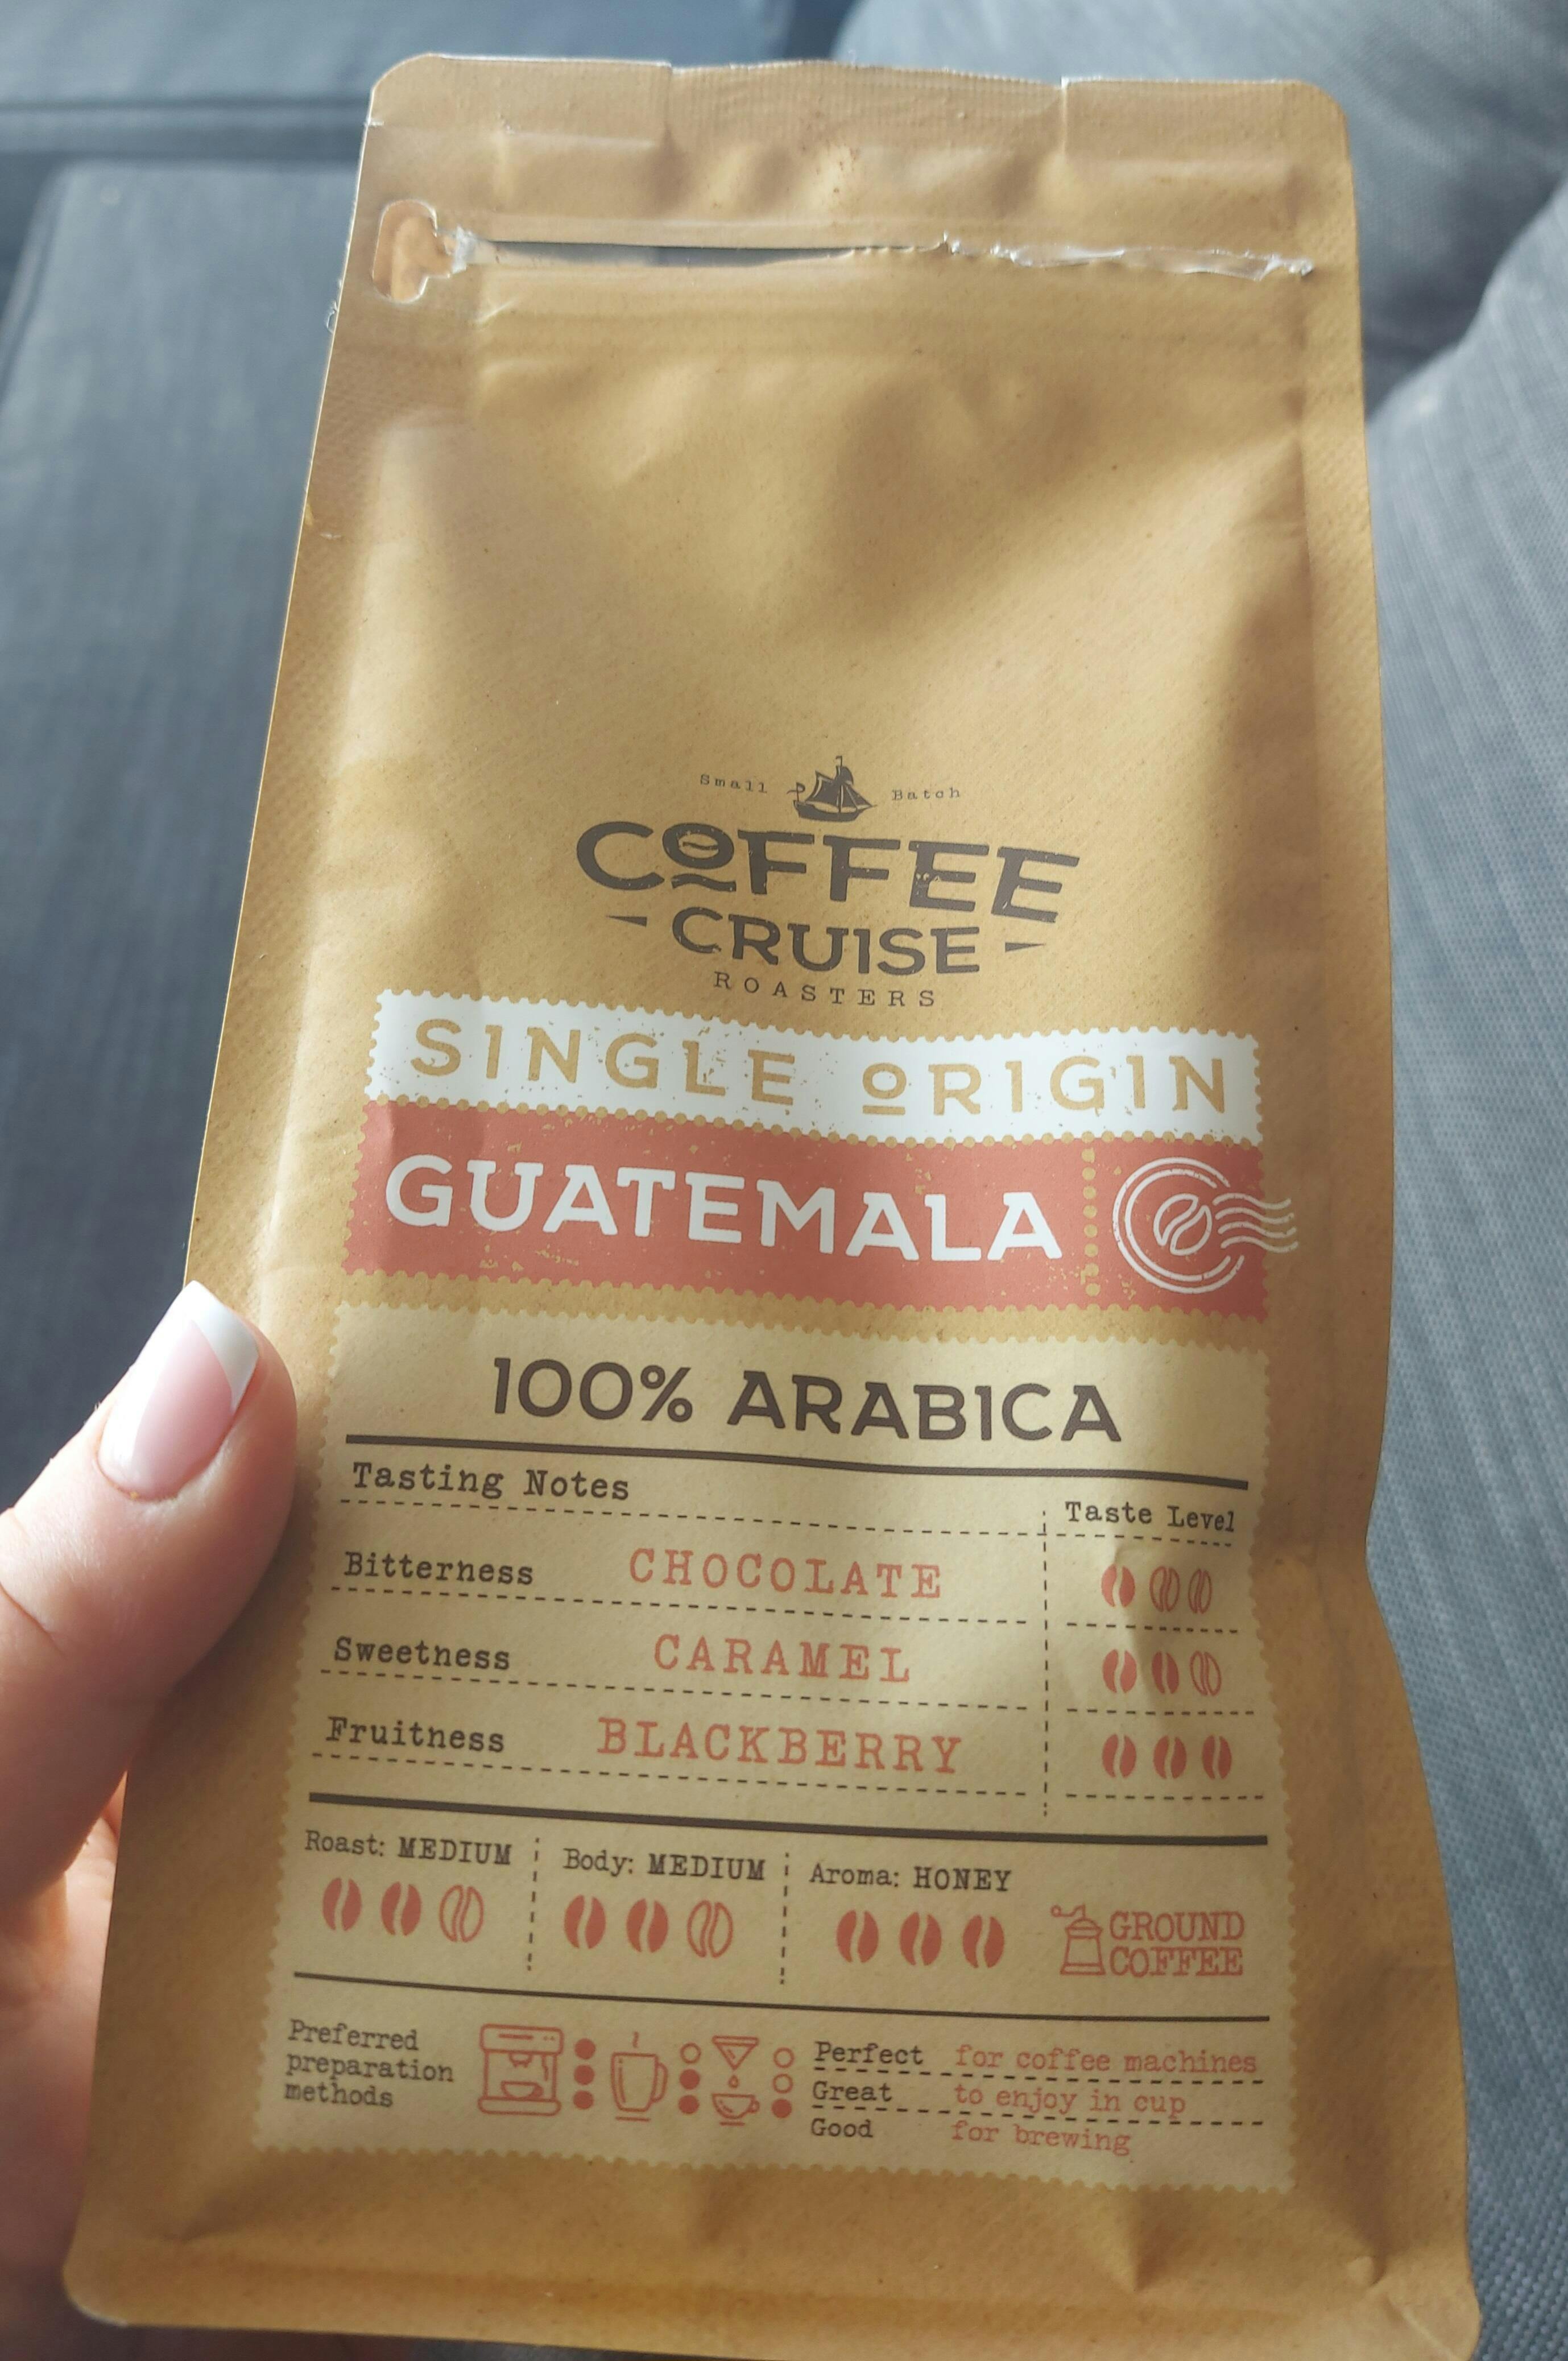 Small Batch
COFFEE
CRUISE
ROASTERS
SINGLE ORIGIN
GUATEMALA
100% ARABICA
Tasting Notes Taste Level
Bitterness CHOCOLATE
Sweetness CARAMEL
Fruitness BLACKBERRY
Roast: MEDIUM Body: MEDIUM Aroma: HONEY
GROUND
COFFEE
Preferred
preparation
methods
Perfect for coffee machines
Great to enjoy in cup
Good for brewing